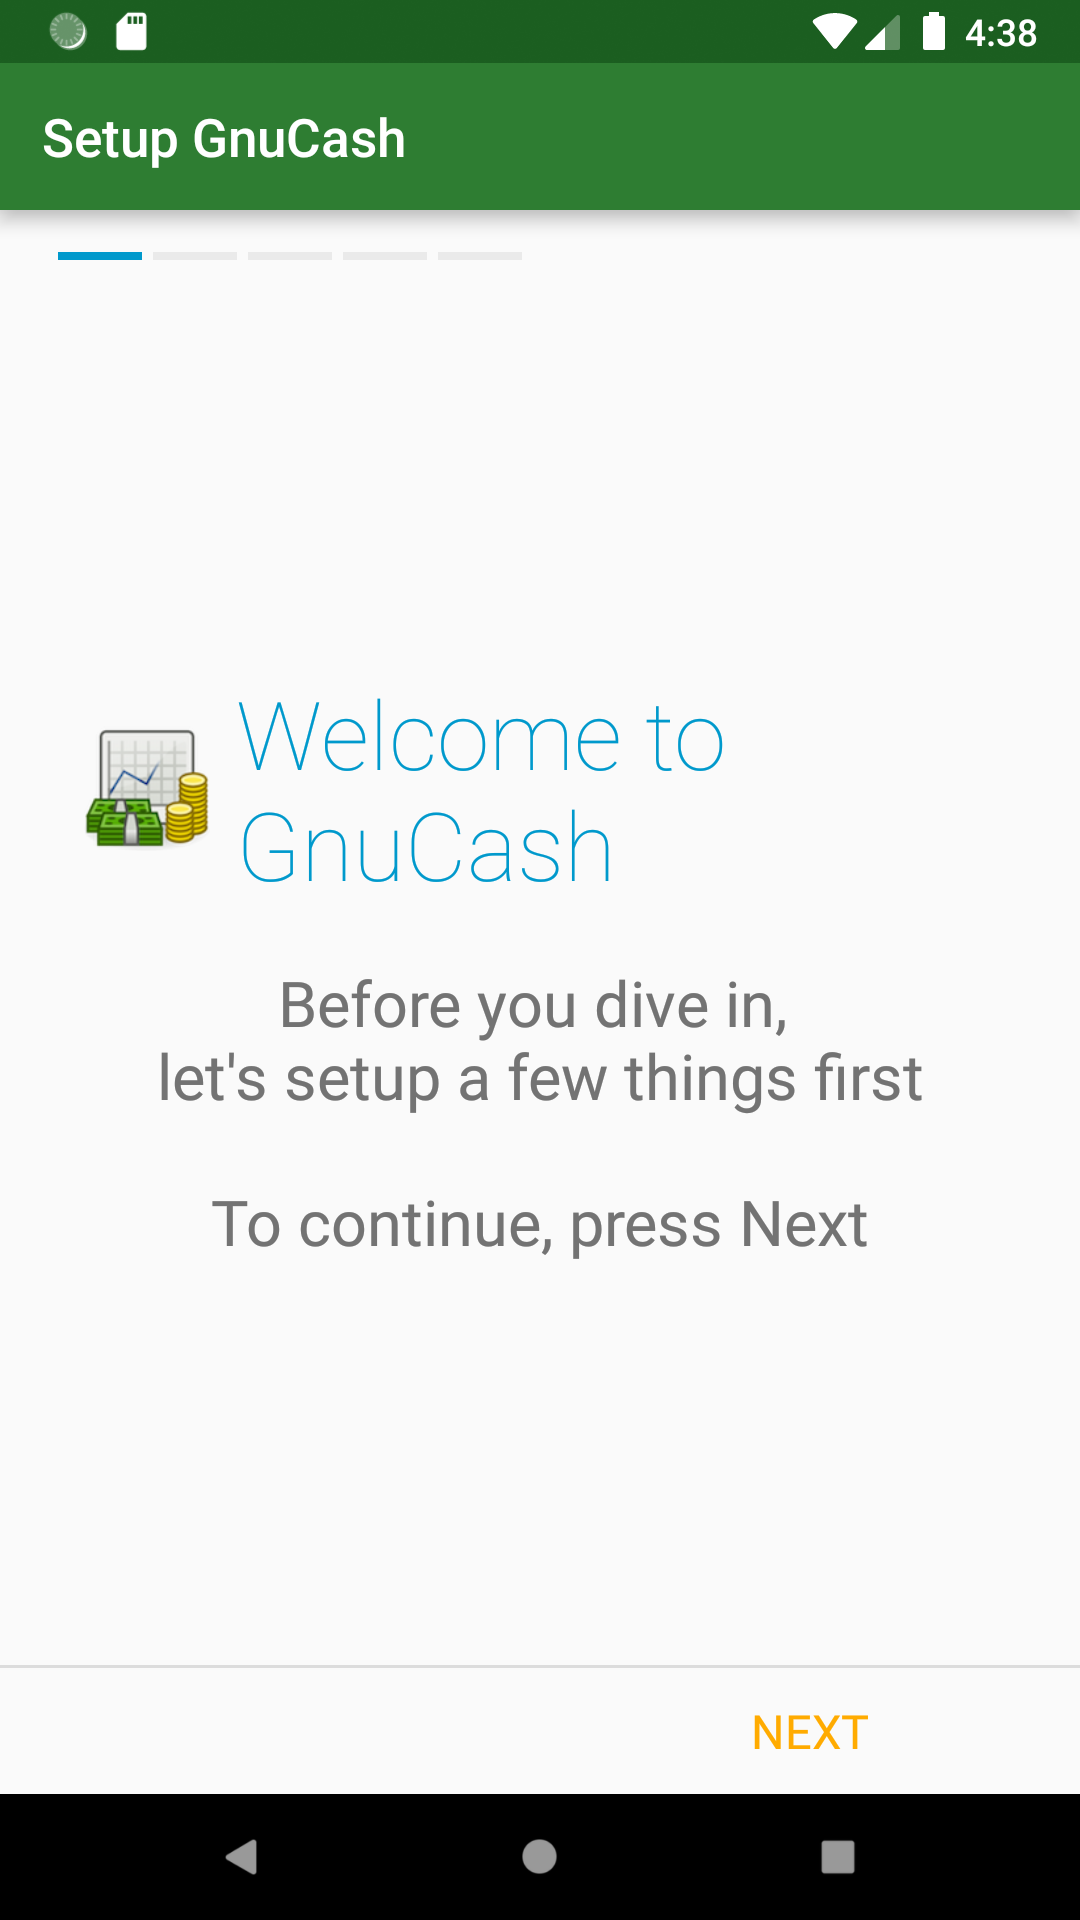 4:38
Setup GnuCash
Welcome to
GnuCash
Before you dive in,
let's setup a few things first
To continue, press Next
NEXT